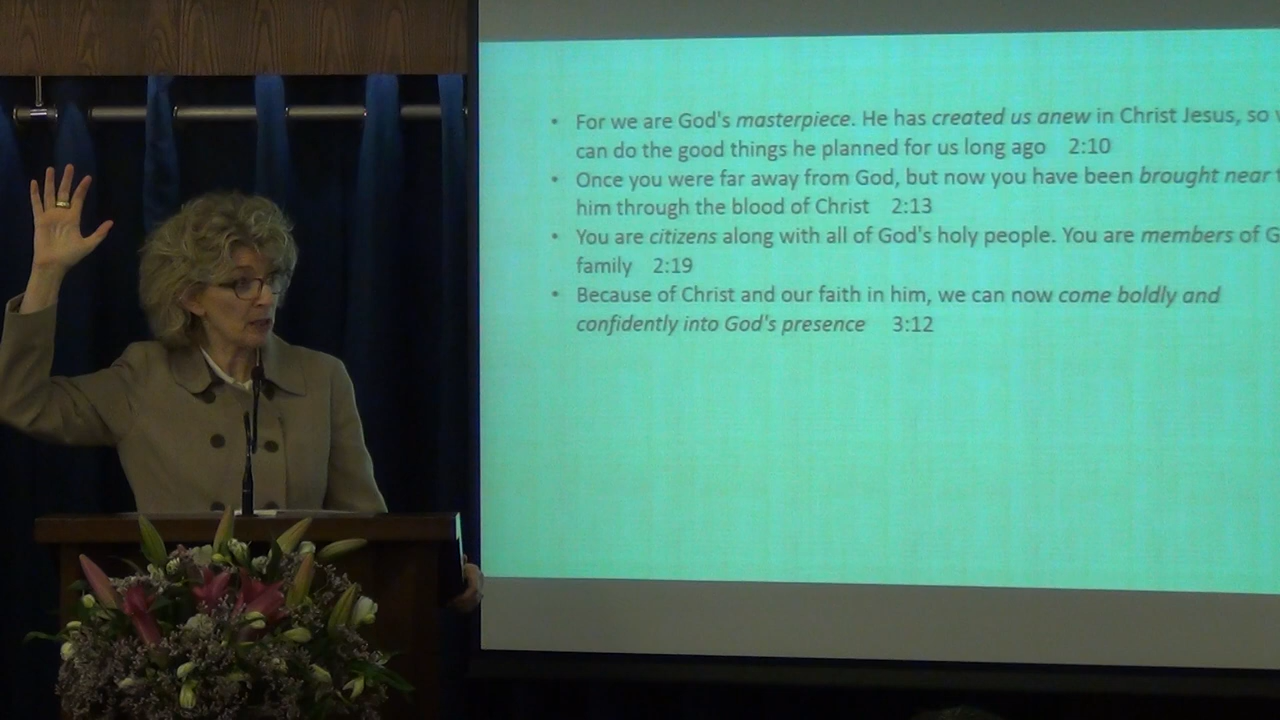 • For we are God's masterpiece. He has created us anew in Christ Jesus, so
can do the good things he planned for us long ago 2:10
• Once you were far away from God, but now you have been brought near
him through the blood of Christ 2:13
• You are citizens along with all of God's holy people. You are members of G
family 2:19
• Because of Christ and our faith in him, we can now come boldly and
confidently into God's presence 3:12